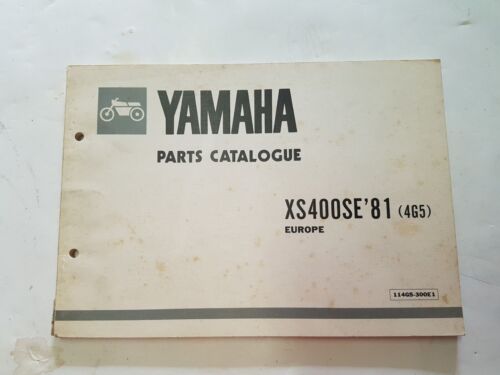 YAMAHA
PARTS CATALOGUE
XS400SE'81 (4G5)
EUROPE
114G5-300E1